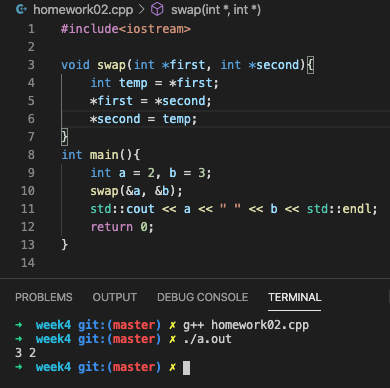 homework02.cpp > swap(int *, int *)
1 #include<iostream>
2
3 void swap(int *first, int *second){
4     int temp = *first;
5     *first = *second;
6     *second = temp;
7 }
8 int main(){
9     int a = 2, b = 3;
10     swap(&a, &b);
11     std::cout << a << " " << b << std::endl;
12     return 0;
13 }
14
PROBLEMS OUTPUT DEBUG CONSOLE TERMINAL
➜ week4 git:(master) ✗ g++ homework02.cpp
➜ week4 git:(master) ✗ ./a.out
3 2
➜ week4 git:(master) ✗